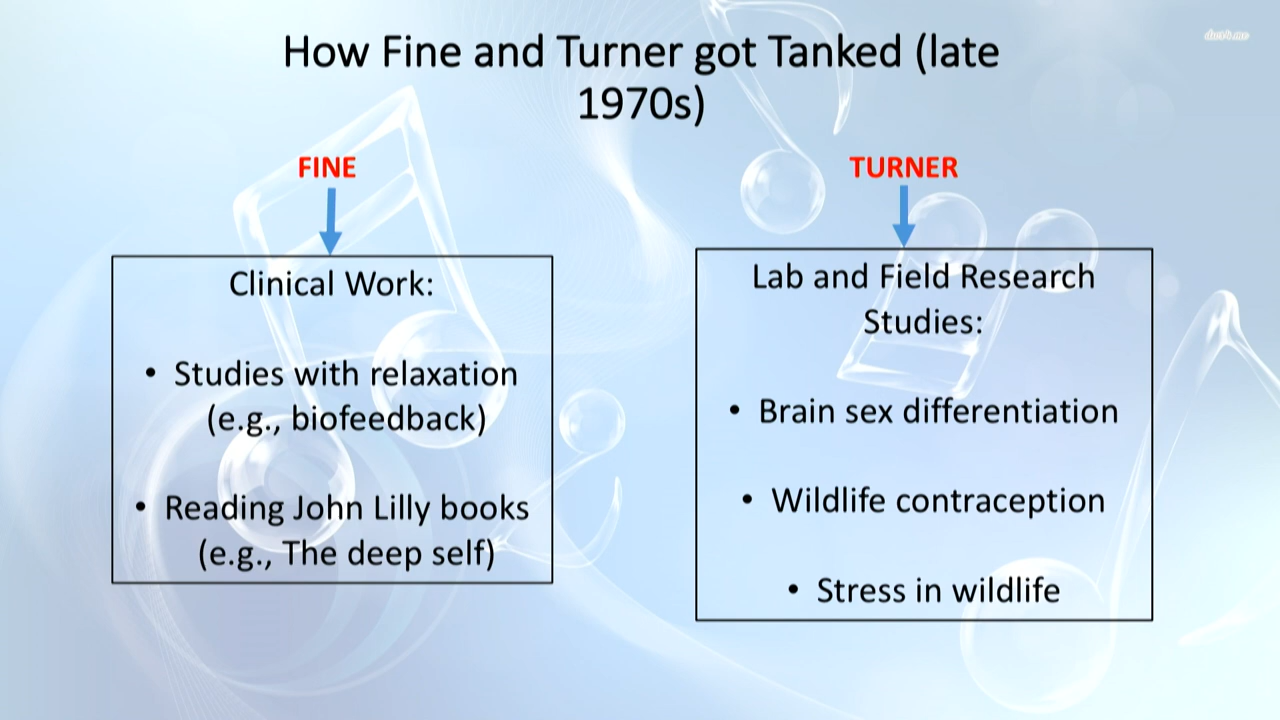 How Fine and Turner got Tanked (late
1970s)
FINE
Clinical Work:
• Studies with relaxation
(e.g., biofeedback)
• Reading John Lilly books
(e.g., The deep self)
TURNER
Lab and Field Research
Studies:
• Brain sex differentiation
• Wildlife contraception
• Stress in wildlife